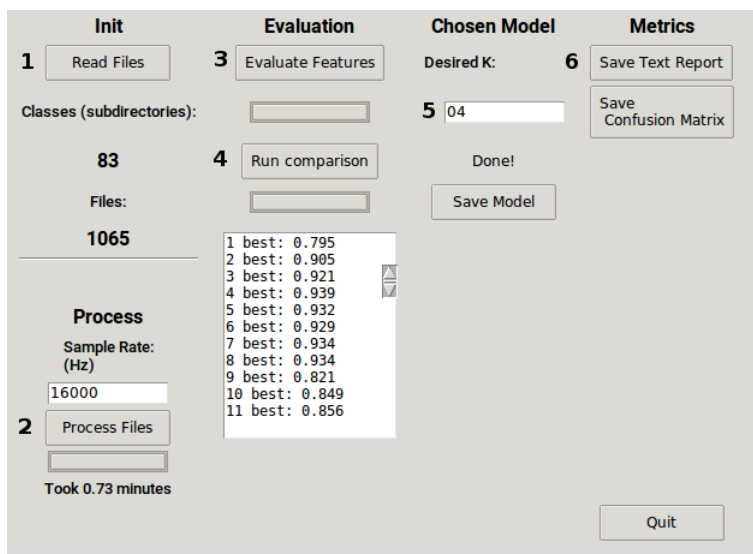 Init
1 Read Files
Classes (subdirectories):
83
Files:
1065
Process
Sample Rate:
(Hz)
16000
2 Process Files
Took 0.73 minutes
Evaluation
3 Evaluate Features
4 Run comparison
1 best: 0.795
2 best: 0.905
3 best: 0.921
4 best: 0.939
5 best: 0.932
6 best: 0.929
7 best: 0.934
8 best: 0.934
9 best: 0.821
10 best: 0.849
11 best: 0.856
Chosen Model
Desired K:
5 04
Done!
Save Model
Metrics
6 Save Text Report
Save
Confusion Matrix
Quit